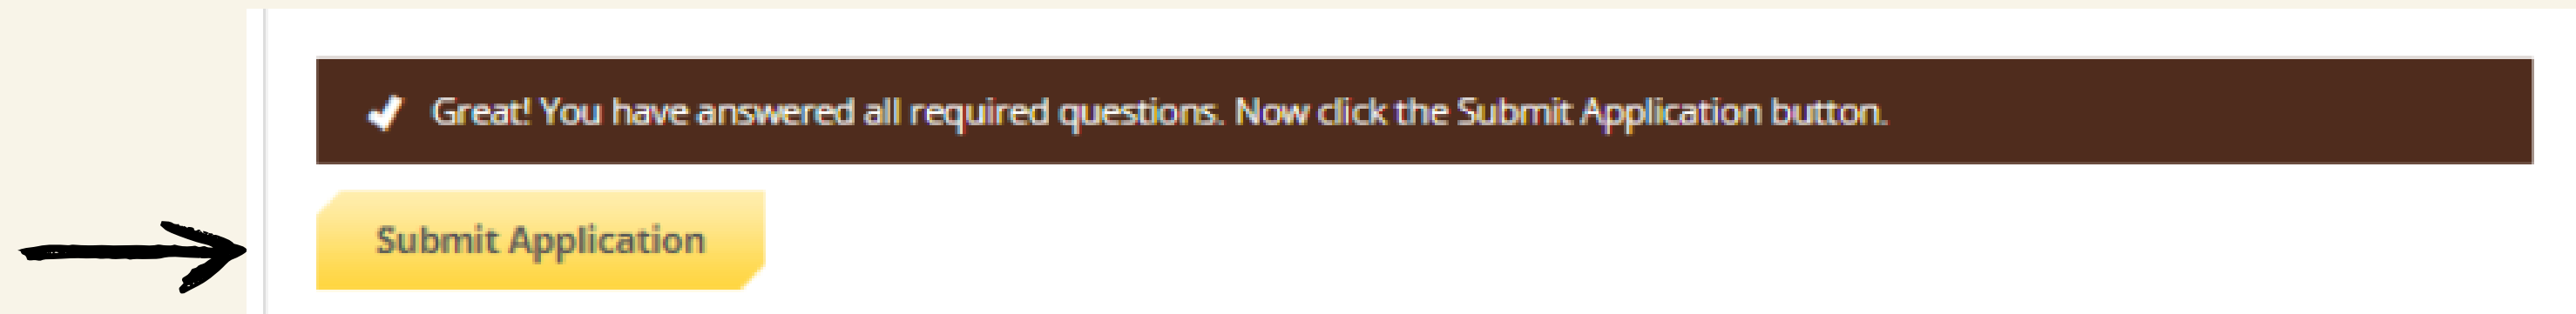 Great! You have answered all required questions. Now click the Submit Application button.
Submit Application